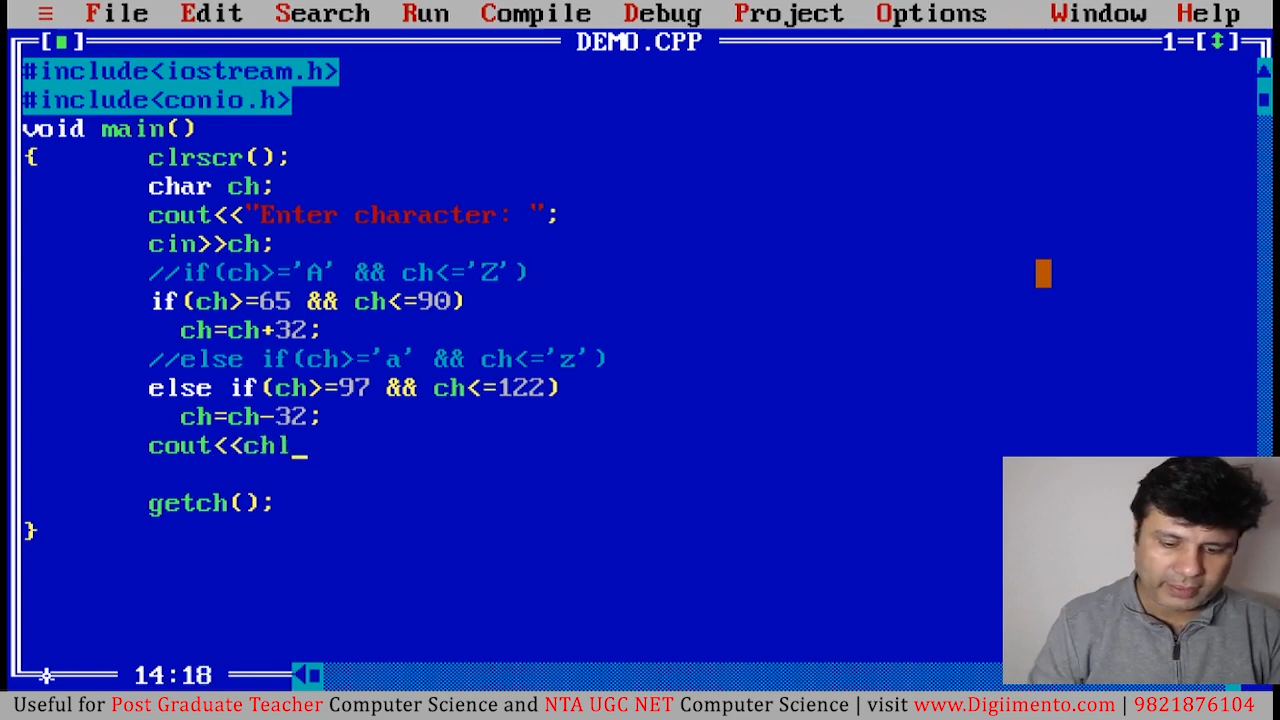 ≡ File Edit Search Run Compile Debug Project Options Window Help
[■] DEMO.CPP 1=[↕]
#include<iostream.h>
#include<conio.h>
void main()
{ clrscr();
char ch;
cout<<"Enter character: ";
cin>>ch;
//if(ch>='A' && ch<='Z')
if(ch>=65 && ch<=90)
ch=ch+32;
//else if(ch>='a' && ch<='z')
else if(ch>=97 && ch<=122)
ch=ch-32;
cout<<chl_
getch();
}
14:18
Useful for Post Graduate Teacher Computer Science and NTA UGC NET Computer Science | visit www.Digiimento.com | 9821876104